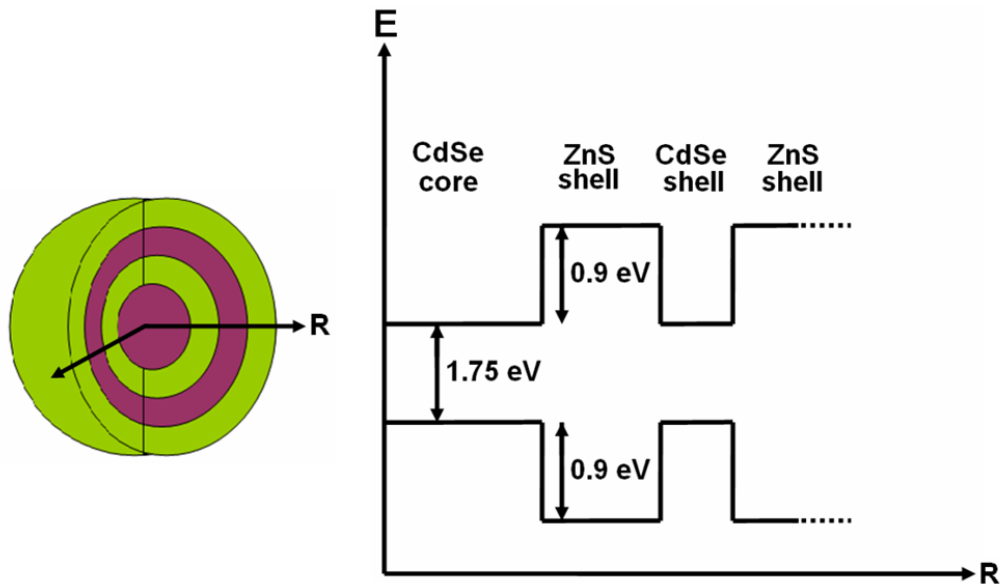 E
CdSe
core
ZnS
shell
CdSe
shell
ZnS
shell
0.9 eV
R
1.75 eV
0.9 eV
R